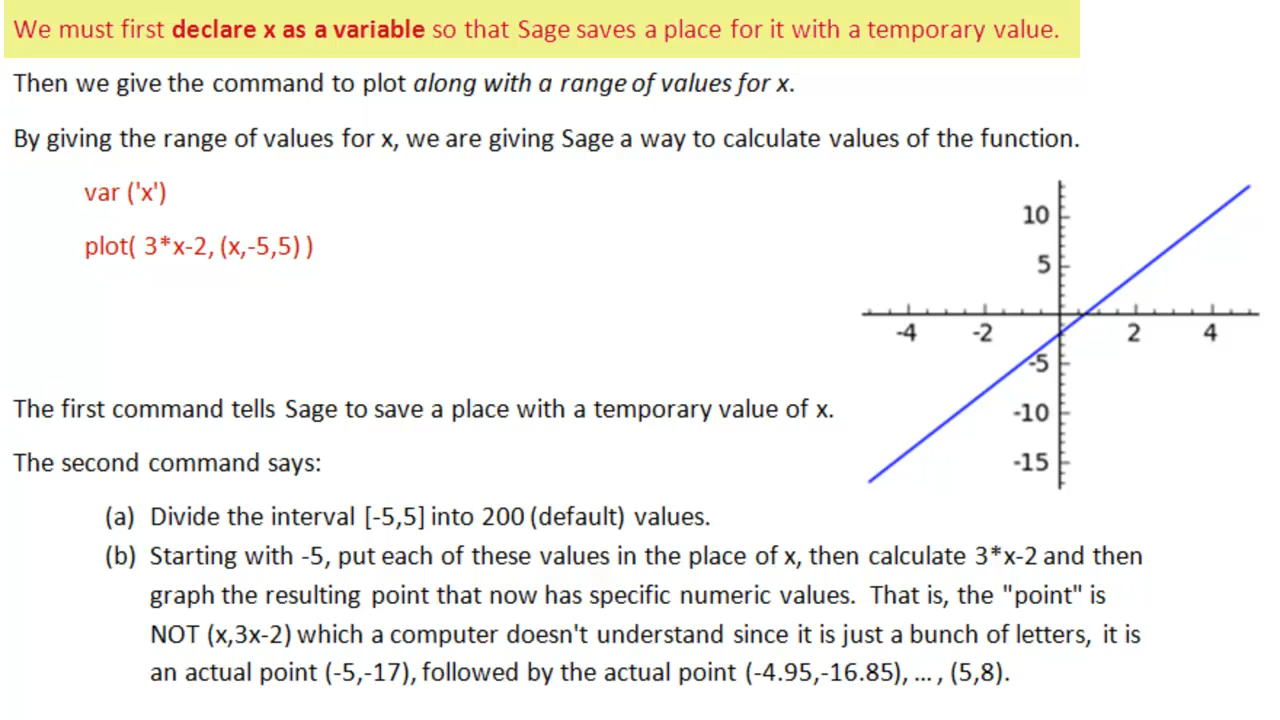 We must first declare x as a variable so that Sage saves a place for it with a temporary value.
Then we give the command to plot along with a range of values for x.
By giving the range of values for x, we are giving Sage a way to calculate values of the function.
var ('x')
plot( 3*x-2, (x,-5,5) )
10
5
-4 -2 2 4
-5
-10
-15
The first command tells Sage to save a place with a temporary value of x.
The second command says:
(a) Divide the interval [-5,5] into 200 (default) values.
(b) Starting with -5, put each of these values in the place of x, then calculate 3*x-2 and then
graph the resulting point that now has specific numeric values. That is, the "point" is
NOT (x,3x-2) which a computer doesn't understand since it is just a bunch of letters, it is
an actual point (-5,-17), followed by the actual point (-4.95,-16.85), ... , (5,8).